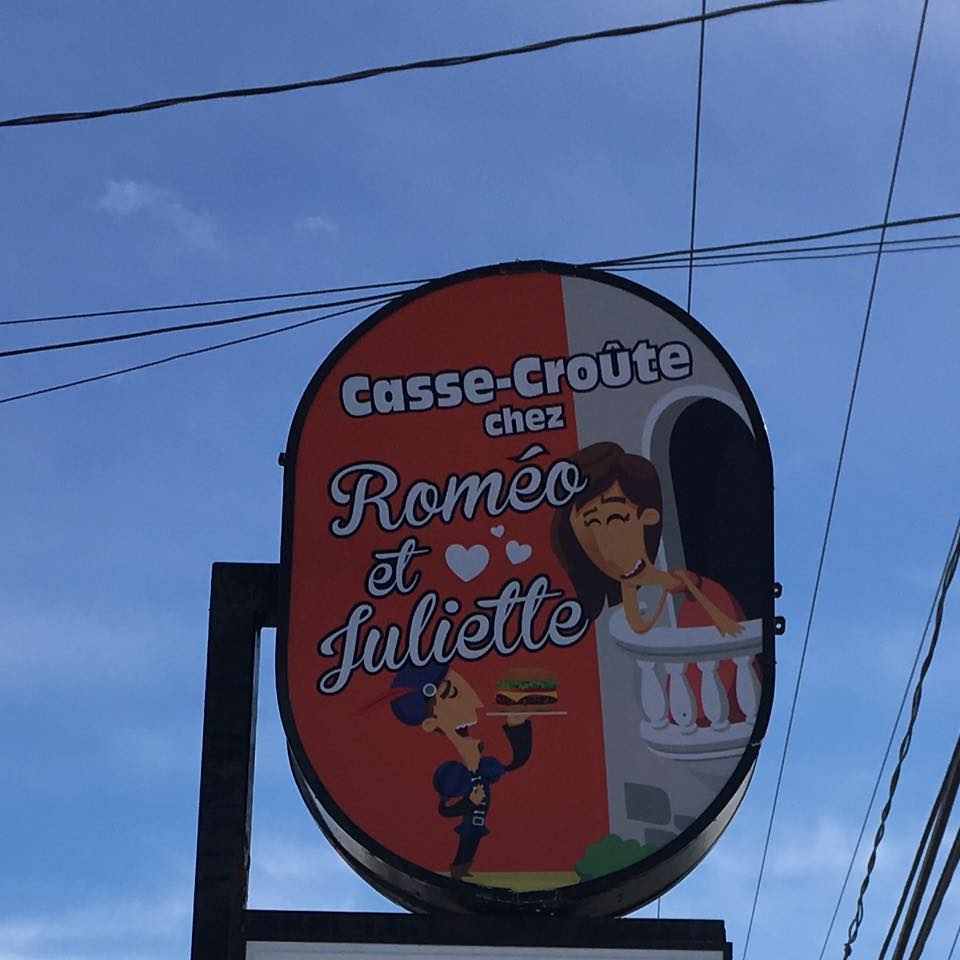 Casse-Croûte
chez
Roméo
et
Juliette